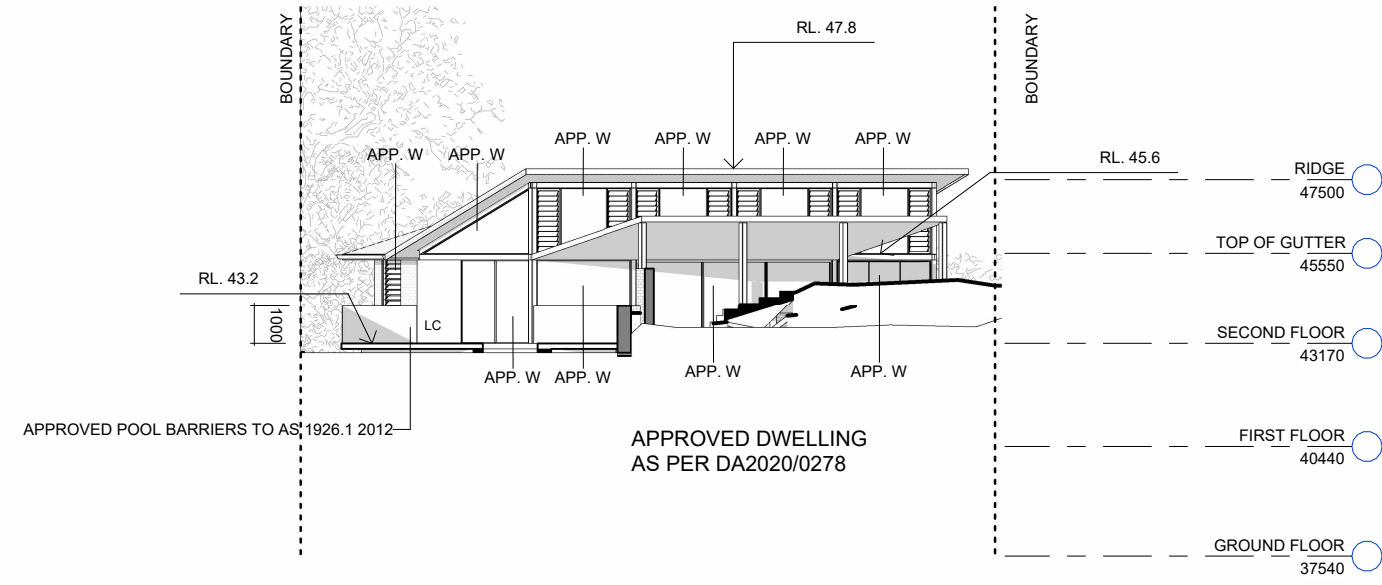 BOUNDARY
RL. 47.8
BOUNDARY
APP. W
APP. W
APP. W
APP. W
APP. W
APP. W
RL. 45.6
RIDGE
47500
TOP OF GUTTER
45550
RL. 43.2
1000
LC
SECOND FLOOR
43170
APP. W
APP. W
APP. W
APP. W
APPROVED POOL BARRIERS TO AS 1926.1 2012
APPROVED DWELLING
AS PER DA2020/0278
FIRST FLOOR
40440
GROUND FLOOR
37540